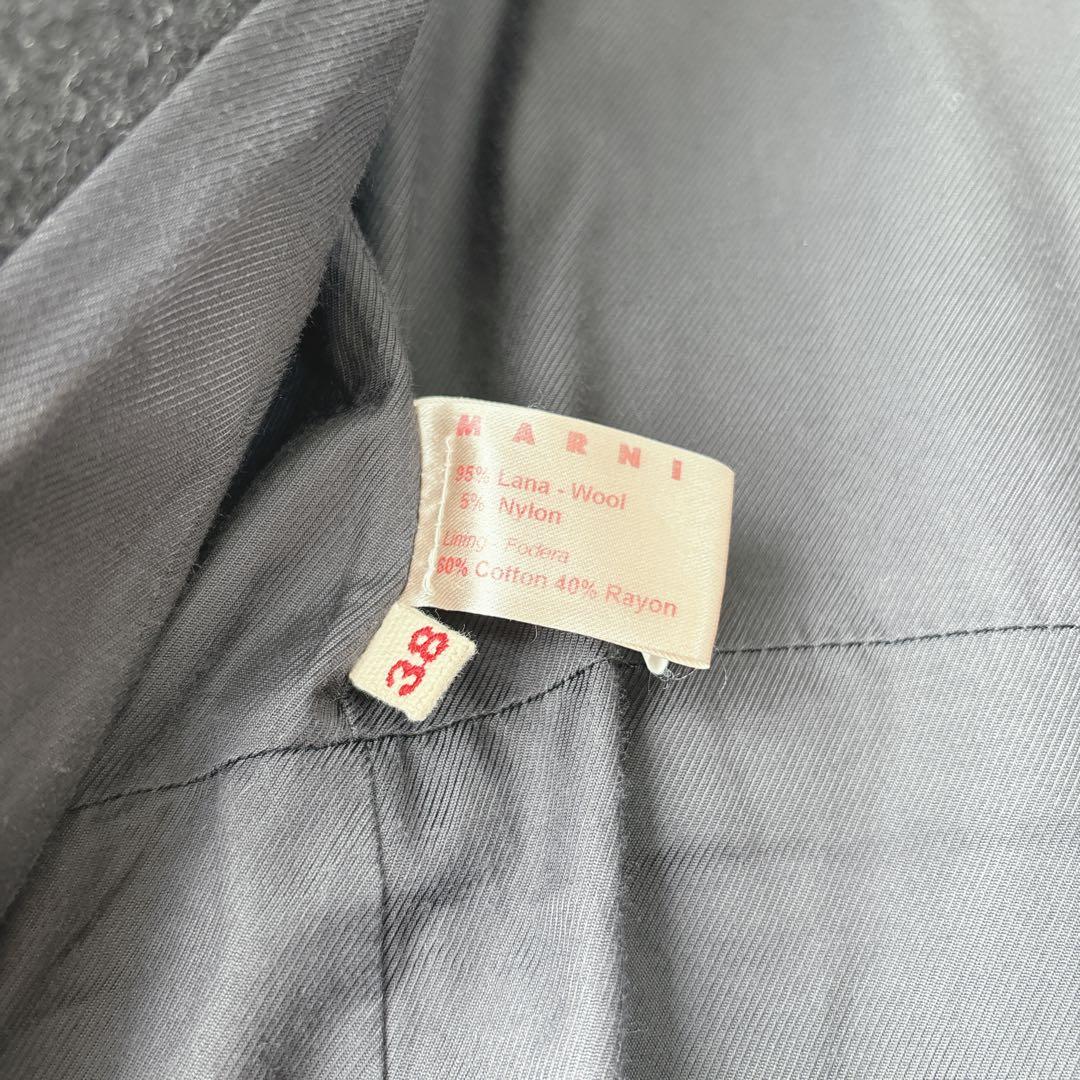 MARNI
95% Lana - Wool
5% Nylon
Lining - Fodera
60% Cotton 40% Rayon
38